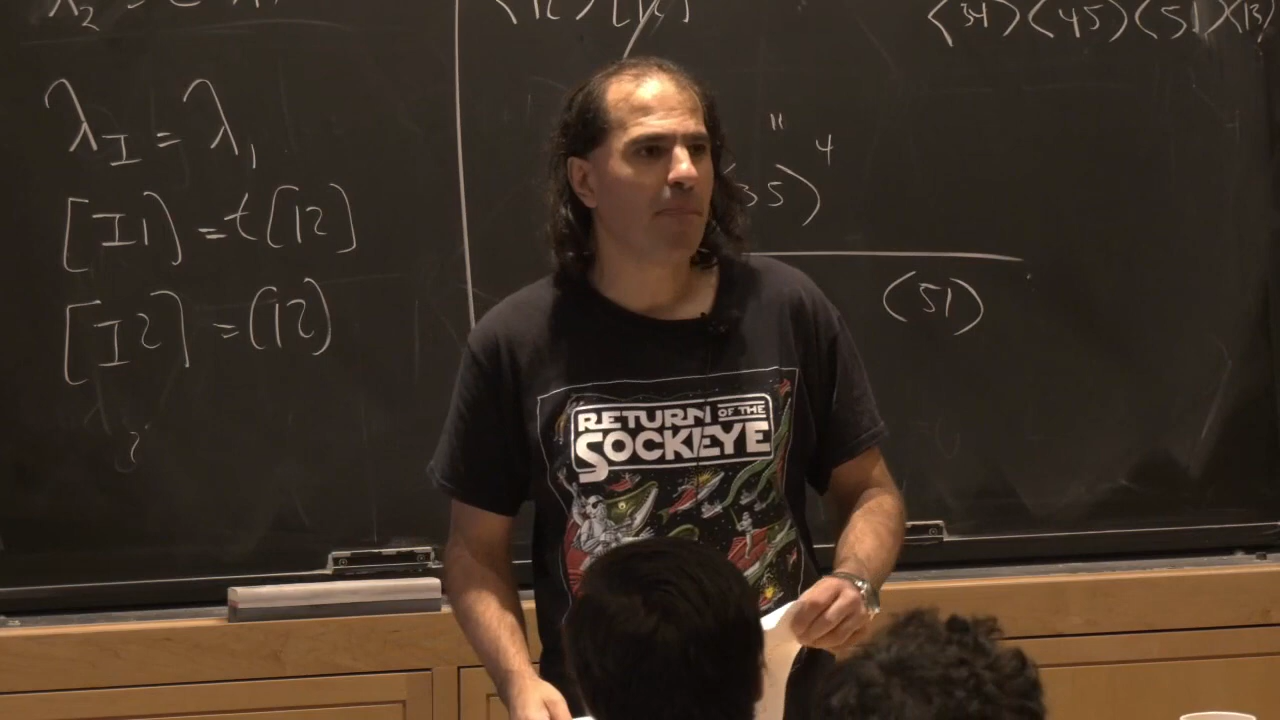 λ_I = λ_1
[I1] = t[12]
[I2] = (12)
"
35)^4
(51)
(34)(45)(51)(13)
RETURN OF THE
SOCKEYE